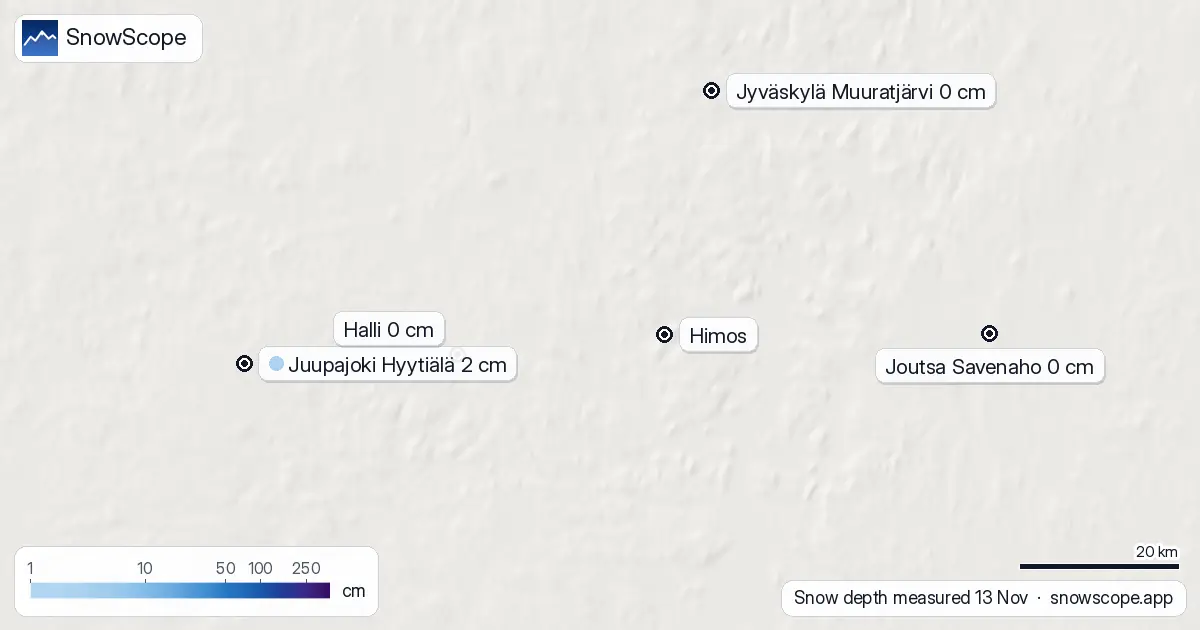 SnowScope
Jyväskylä Muuratjärvi 0 cm
Halli 0 cm
Himos
Juupajoki Hyytiälä 2 cm
Joutsa Savenaho 0 cm
1 10 50 100 250
cm
20 km
Snow depth measured 13 Nov · snowscope.app